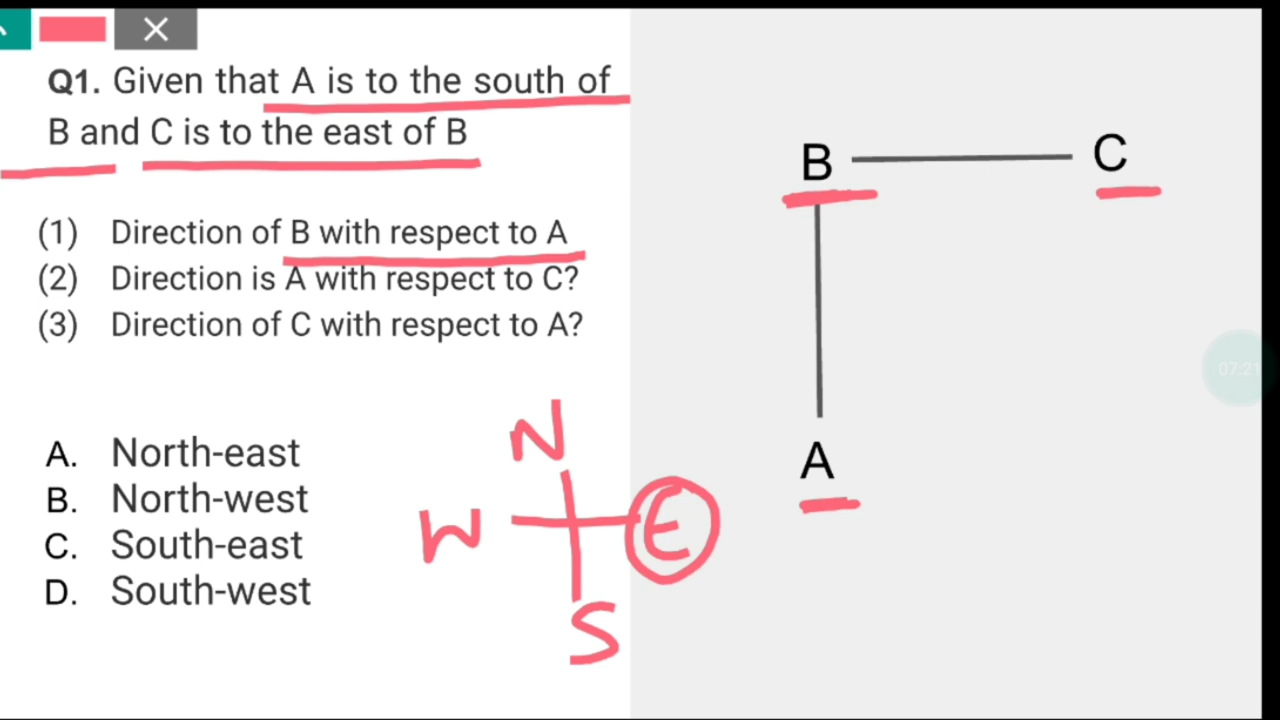 Q1. Given that A is to the south of
B and C is to the east of B
(1) Direction of B with respect to A
(2) Direction is A with respect to C?
(3) Direction of C with respect to A?
A. North-east
B. North-west
C. South-east
D. South-west
N
W E
S
B C
A
07:21